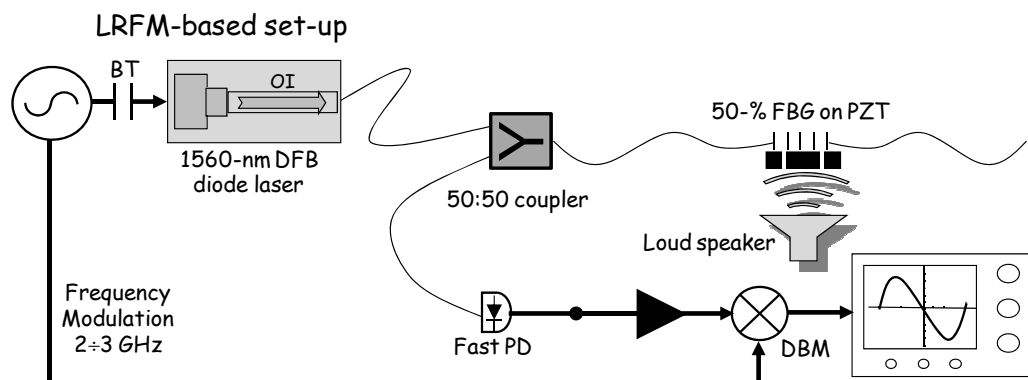 LRFM-based set-up
BT
OI
50-% FBG on PZT
1560-nm DFB
diode laser
50:50 coupler
Loud speaker
Frequency
Modulation
2÷3 GHz
Fast PD
DBM